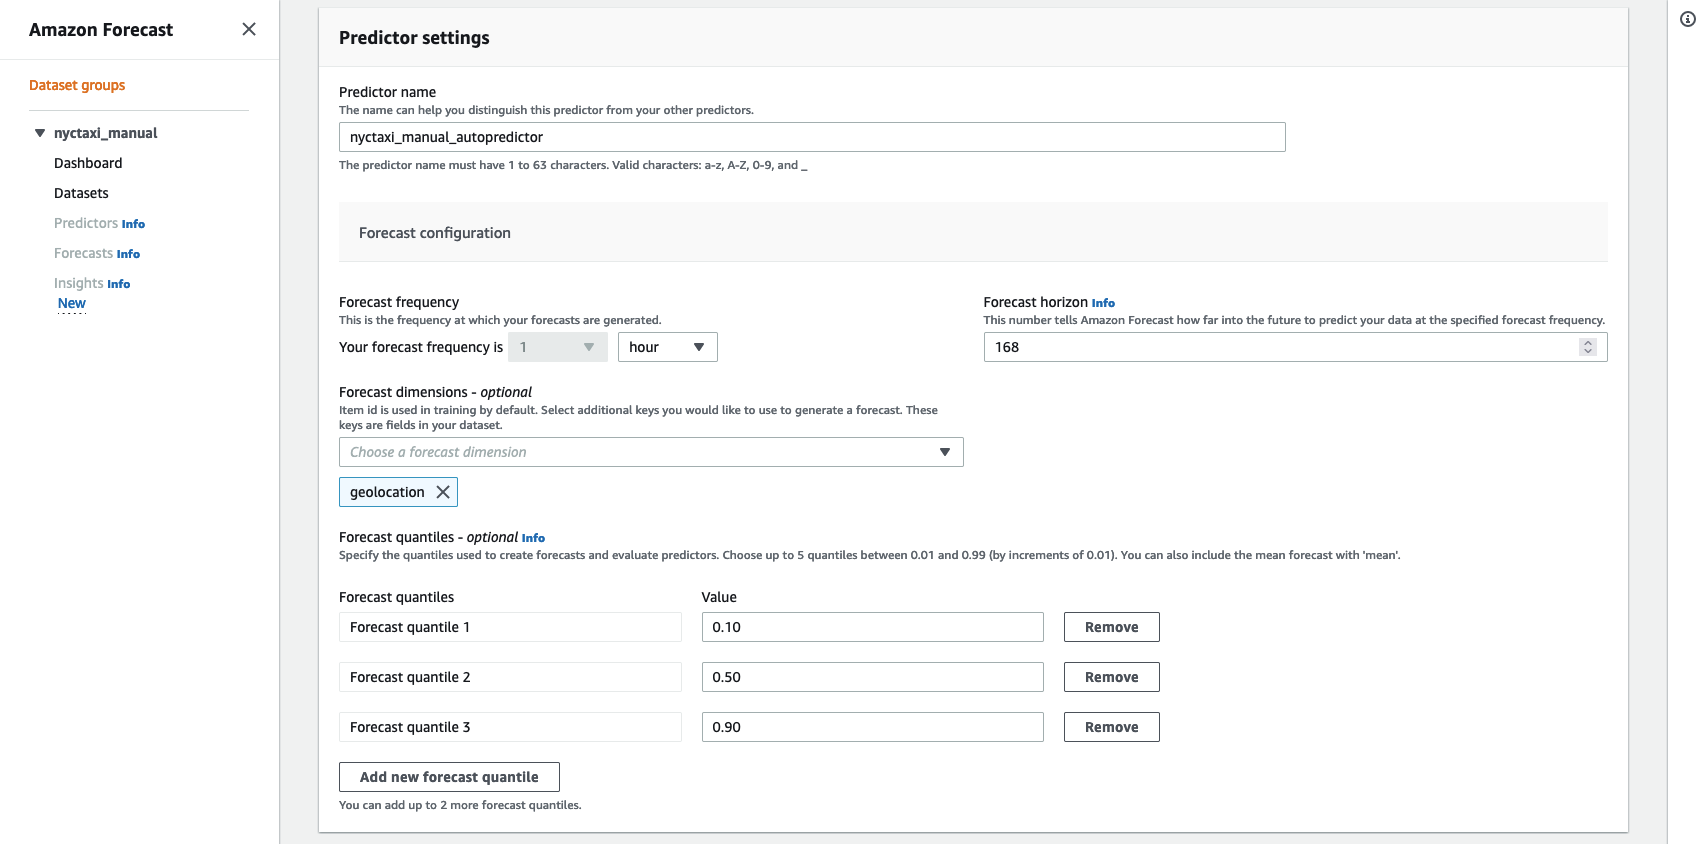 Amazon Forecast
Dataset groups
nyctaxi_manual
Dashboard
Datasets
Predictors Info
Forecasts Info
Insights Info
New
Predictor settings
Predictor name
The name can help you distinguish this predictor from your other predictors.
nyctaxi_manual_autopredictor
The predictor name must have 1 to 63 characters. Valid characters: a-z, A-Z, 0-9, and _
Forecast configuration
Forecast frequency
This is the frequency at which your forecasts are generated.
Your forecast frequency is 1 hour
Forecast horizon Info
This number tells Amazon Forecast how far into the future to predict your data at the specified forecast frequency.
168
Forecast dimensions - optional
Item id is used in training by default. Select additional keys you would like to use to generate a forecast. These
keys are fields in your dataset.
Choose a forecast dimension
geolocation
Forecast quantiles - optional Info
Specify the quantiles used to create forecasts and evaluate predictors. Choose up to 5 quantiles between 0.01 and 0.99 (by increments of 0.01). You can also include the mean forecast with 'mean'.
Forecast quantiles Value
Forecast quantile 1 0.10 Remove
Forecast quantile 2 0.50 Remove
Forecast quantile 3 0.90 Remove
Add new forecast quantile
You can add up to 2 more forecast quantiles.